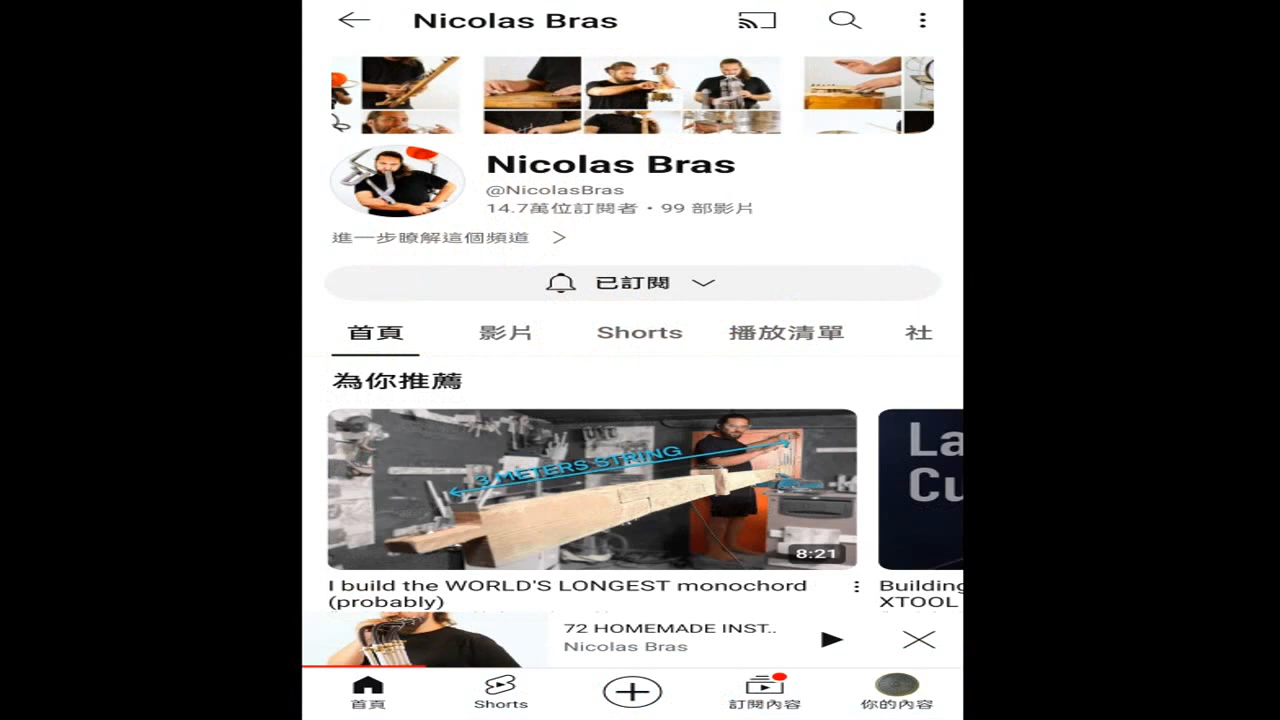 Nicolas Bras
Nicolas Bras
@NicolasBras
14.7萬位訂閱者・99 部影片
進一步瞭解這個頻道
已訂閱
首頁 影片 Shorts 播放清單 社
為你推薦
3 METERS STRING
La
Cu
8:21
I build the WORLD'S LONGEST monochord
(probably)
Building
XTOOL
72 HOMEMADE INST..
Nicolas Bras
首頁 Shorts 訂閱內容 你的內容